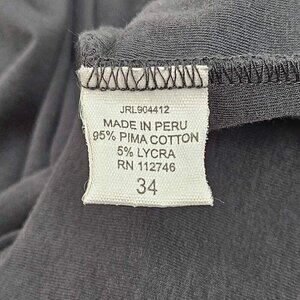 JRL904412
MADE IN PERU
95% PIMA COTTON
5% LYCRA
RN 112746
34